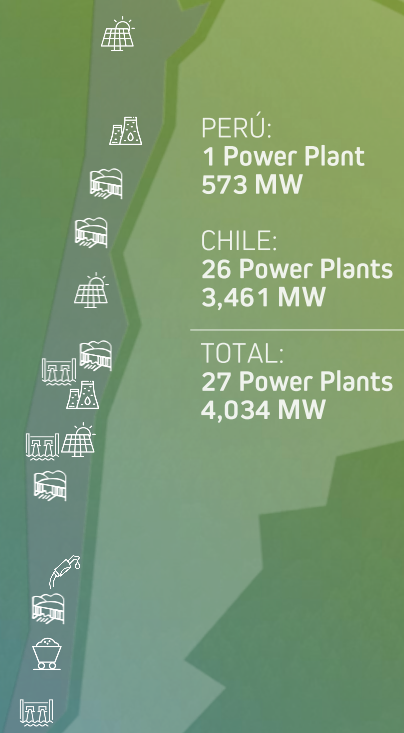 PERÚ:
1 Power Plant
573 MW
CHILE:
26 Power Plants
3,461 MW
TOTAL:
27 Power Plants
4,034 MW